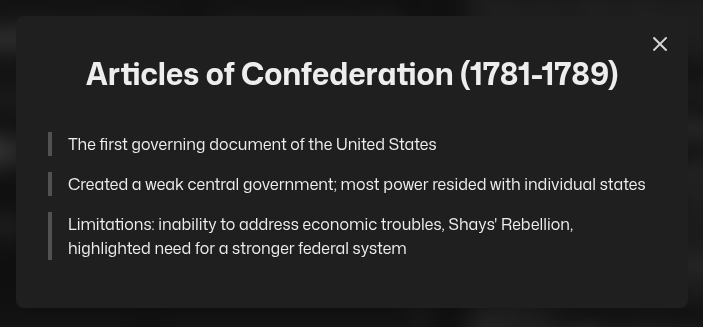 Articles of Confederation (1781-1789)
The first governing document of the United States
Created a weak central government; most power resided with individual states
Limitations: inability to address economic troubles, Shays' Rebellion,
highlighted need for a stronger federal system